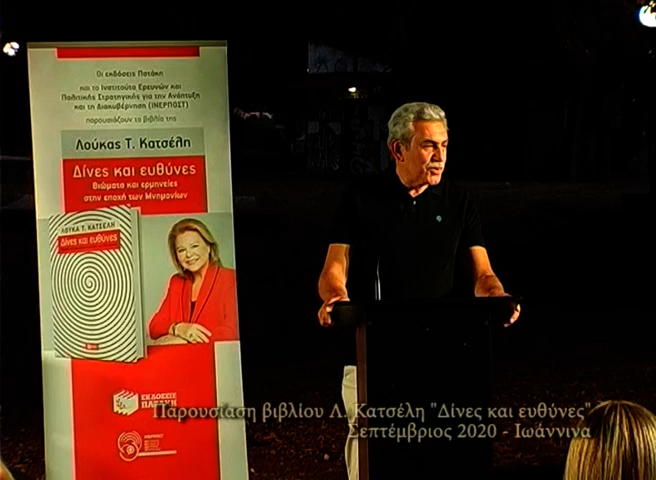 Οι εκδόσεις Πατάκη
και το Ινστιτούτο Ερευνών και
Πολιτικής Στρατηγικής για την Ανάπτυξη
και τη Διακυβέρνηση (ΙΝΕΡΠΟΣΤ)
παρουσιάζουν το βιβλίο της
Λούκας Τ. Κατσέλη
Δίνες και ευθύνες
Βιώματα και ερμηνείες
στην εποχή των Μνημονίων
ΛΟΥΚΑ Τ. ΚΑΤΣΕΛΗ
Δίνες και ευθύνες
ΕΚΔΟΣΕΙΣ
ΠΑΤΑΚΗ
Παρουσίαση βιβλίου Λ. Κατσέλη "Δίνες και ευθύνες"
Σεπτέμβριος 2020 - Ιωάννινα